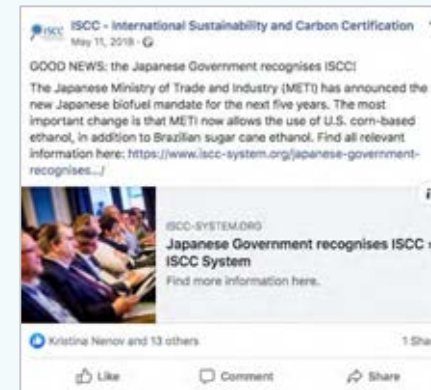 ISCC
ISCC - International Sustainability and Carbon Certification
May 11, 2018 ·
GOOD NEWS: the Japanese Government recognises ISCC!
The Japanese Ministry of Trade and Industry (METI) has announced the
new Japanese biofuel mandate for the next five years. The most
important change is that METI now allows the use of U.S. corn-based
ethanol, in addition to Brazilian sugar cane ethanol. Find all relevant
information here: https://www.iscc-system.org/japanese-government-
recognises.../
i
ISCC-SYSTEM.ORG
Japanese Government recognises ISCC
ISCC System
Find more information here.
Kristina Nenov and 13 others
1 Shar
Like
Comment
Share